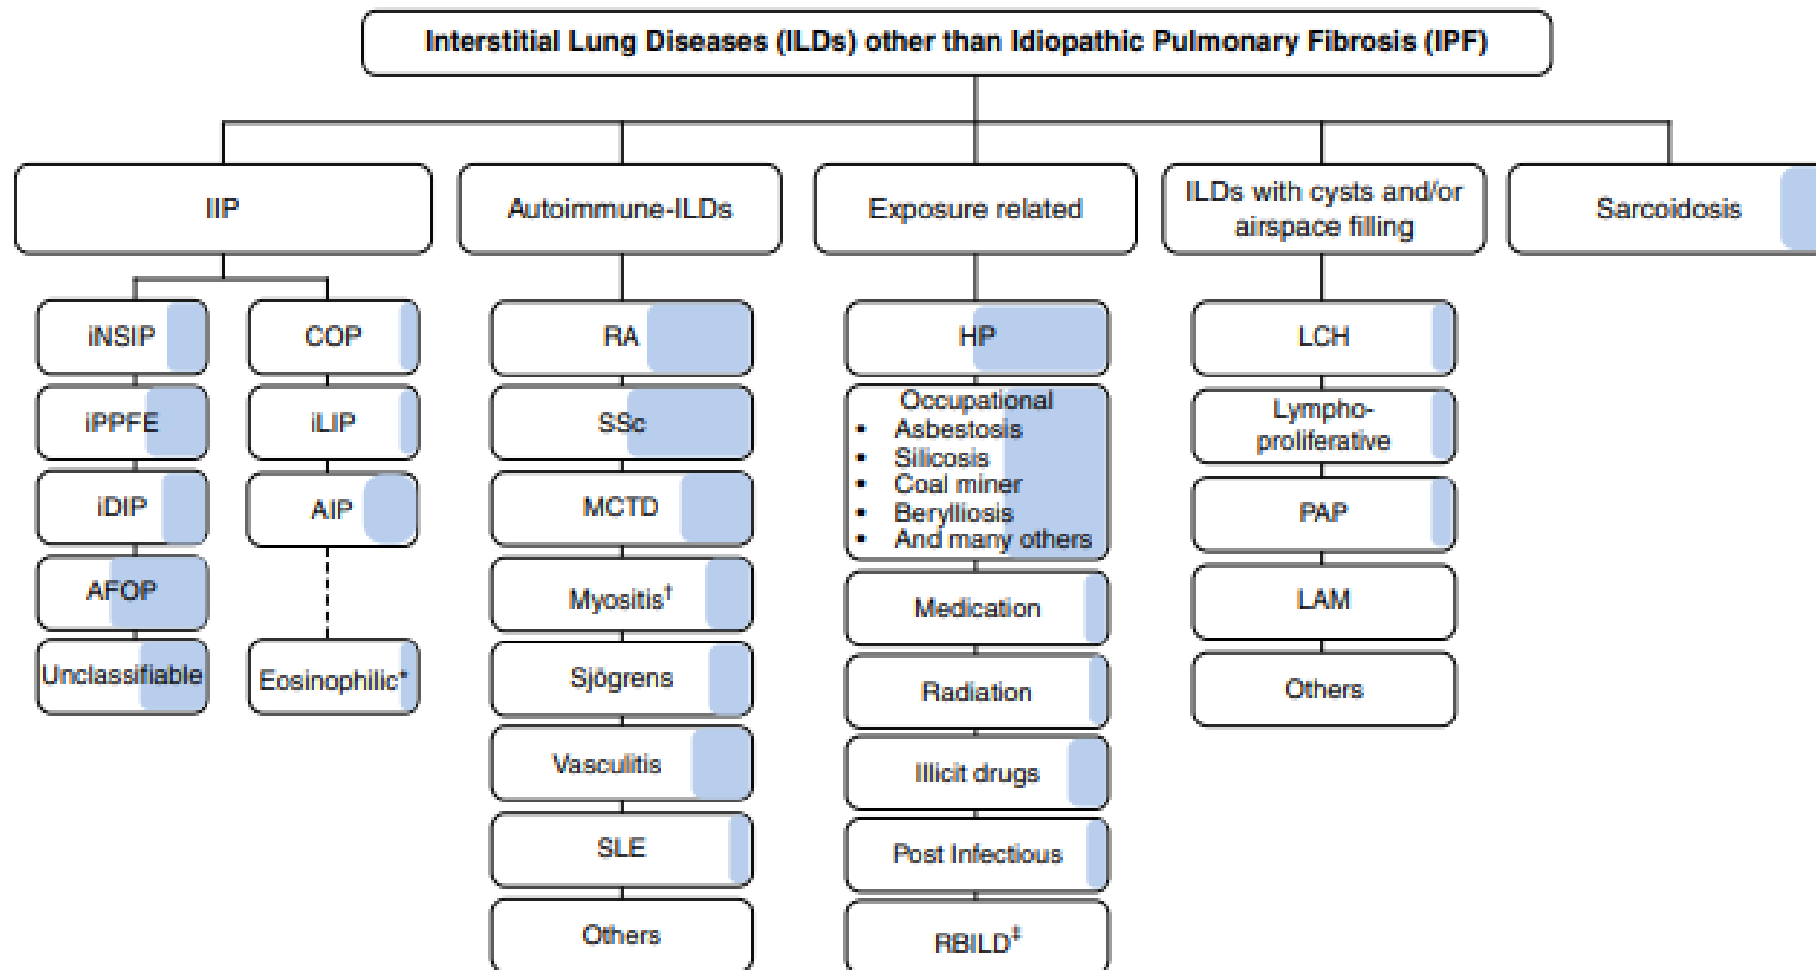 Interstitial Lung Diseases (ILDs) other than Idiopathic Pulmonary Fibrosis (IPF)
IIP
Autoimmune-ILDs
Exposure related
ILDs with cysts and/or
airspace filling
Sarcoidosis
iNSIP
iPPFE
iDIP
AFOP
Unclassifiable
COP
iLIP
AIP
Eosinophilic*
RA
SSc
MCTD
Myositis†
Sjögrens
Vasculitis
SLE
Others
HP
Occupational
• Asbestosis
• Silicosis
• Coal miner
• Berylliosis
• And many others
Medication
Radiation
Illicit drugs
Post Infectious
RBILD‡
LCH
Lympho-
proliferative
PAP
LAM
Others